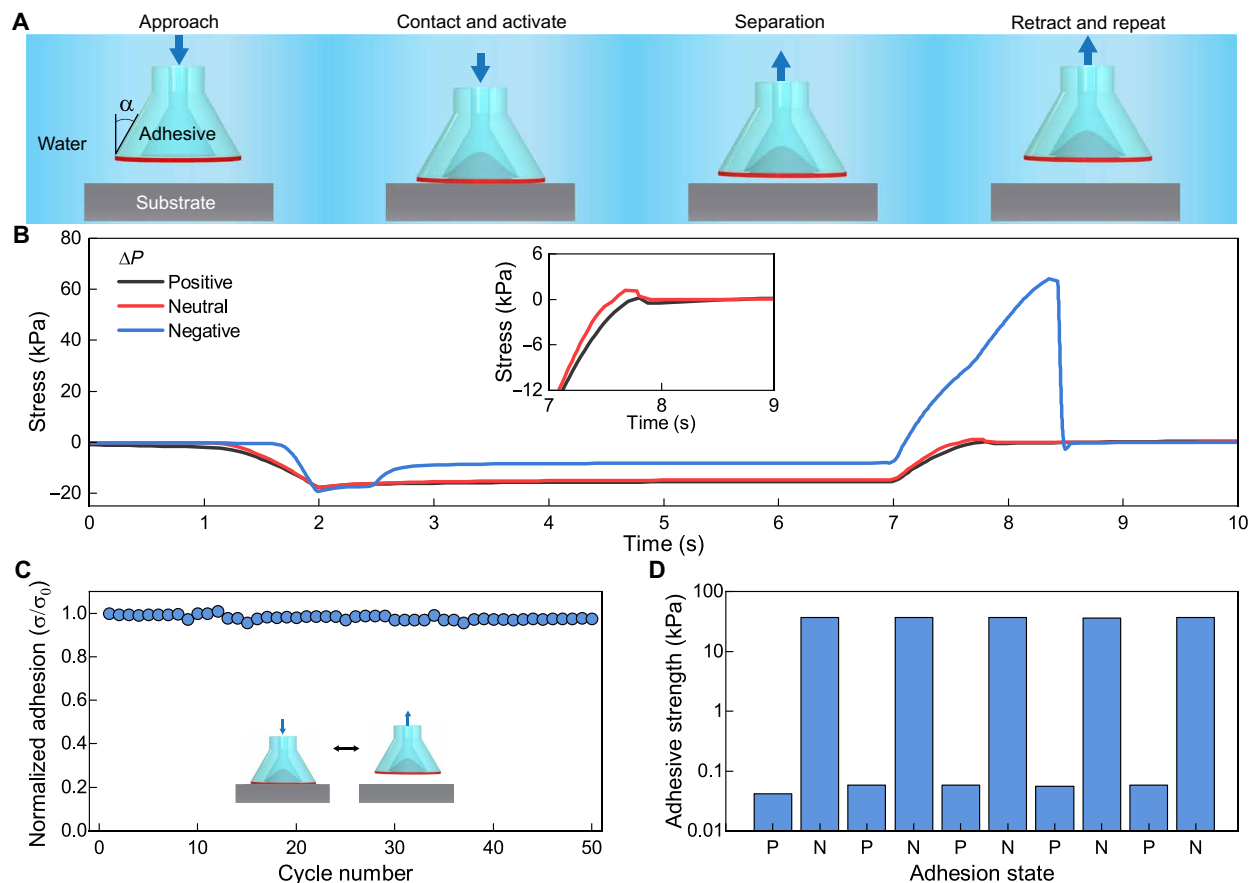 A
Approach
Contact and activate
Separation
Retract and repeat
α
Adhesive
Water
Substrate
B
80
60
40
20
0
−20
Stress (kPa)
ΔP
Positive
Neutral
Negative
6
0
−6
−12
Stress (kPa)
7
8
9
Time (s)
0
1
2
3
4
5
6
7
8
9
10
Time (s)
C
1.0
0.8
0.6
0.4
0.2
0.0
Normalized adhesion (σ/σ0)
0
10
20
30
40
50
Cycle number
D
100
10
1
0.1
0.01
Adhesive strength (kPa)
P N P N P N P N P N
Adhesion state